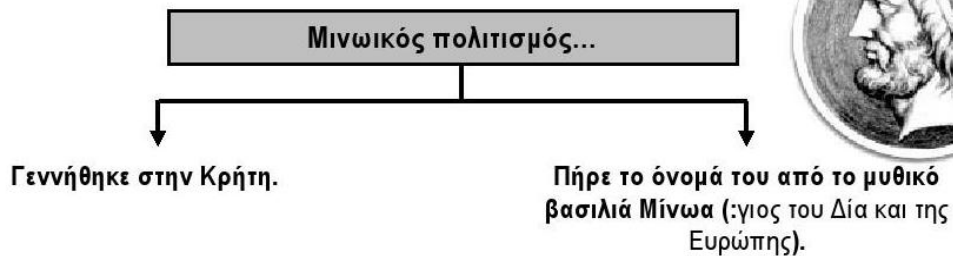 Μινωικός πολιτισμός...
Γεννήθηκε στην Κρήτη.
Πήρε το όνομά του από το μυθικό
βασιλιά Μίνωα (:γιος του Δία και της
Ευρώπης).